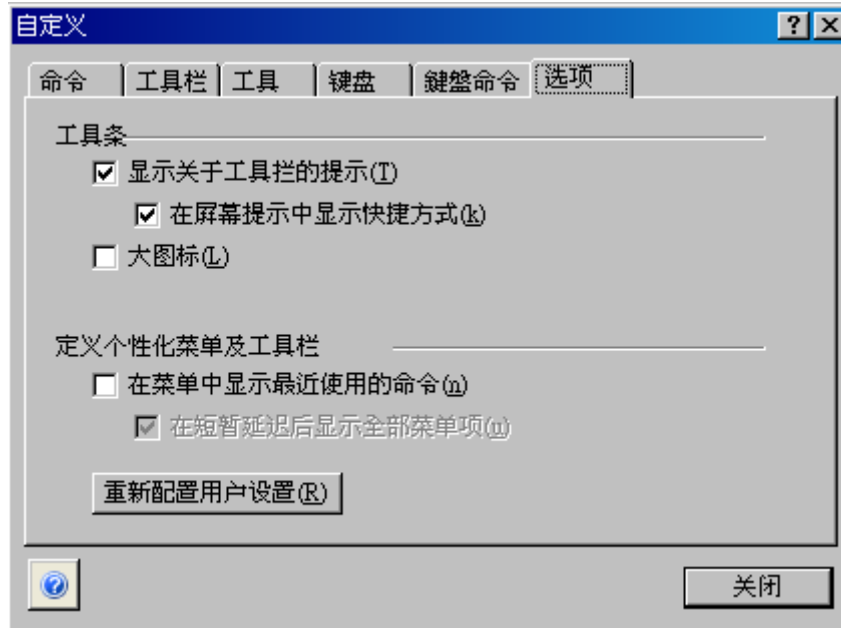 自定义
命令 工具栏 工具 键盘 鍵盤命令 选项
工具条
显示关于工具拦的提示(T)
在屏幕提示中显示快捷方式(k)
大图标(L)
定义个性化菜单及工具栏
在菜单中显示最近使用的命令(n)
在短暂延迟后显示全部菜单项(u)
重新配置用户设置(R)
关闭